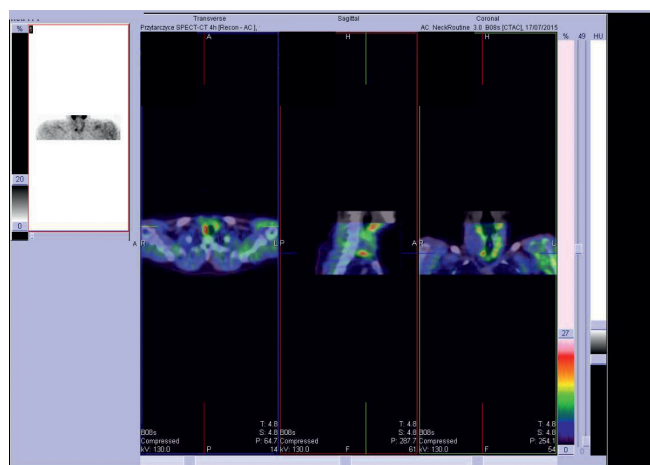 Transverse
Sagittal
Coronal
Przytarczyce SPECT-CT 4h [Recon - AC ],
AC NeckRoutine 3.0 B08s [CTAC], 17/07/2015
%
A
H
H
%
49
HU
20
0
A
R
L
P
A
R
L
27
T: 4.8
B08s
S: 4.8
Compressed
P: 64.7
kV: 130.0
P
14
T: 4.8
B08s
S: 4.8
Compressed
P: 287.7
kV: 130.0
F
61
T: 4.8
B08s
S: 4.8
Compressed
P: 254.1
kV: 130.0
F
54
0
0